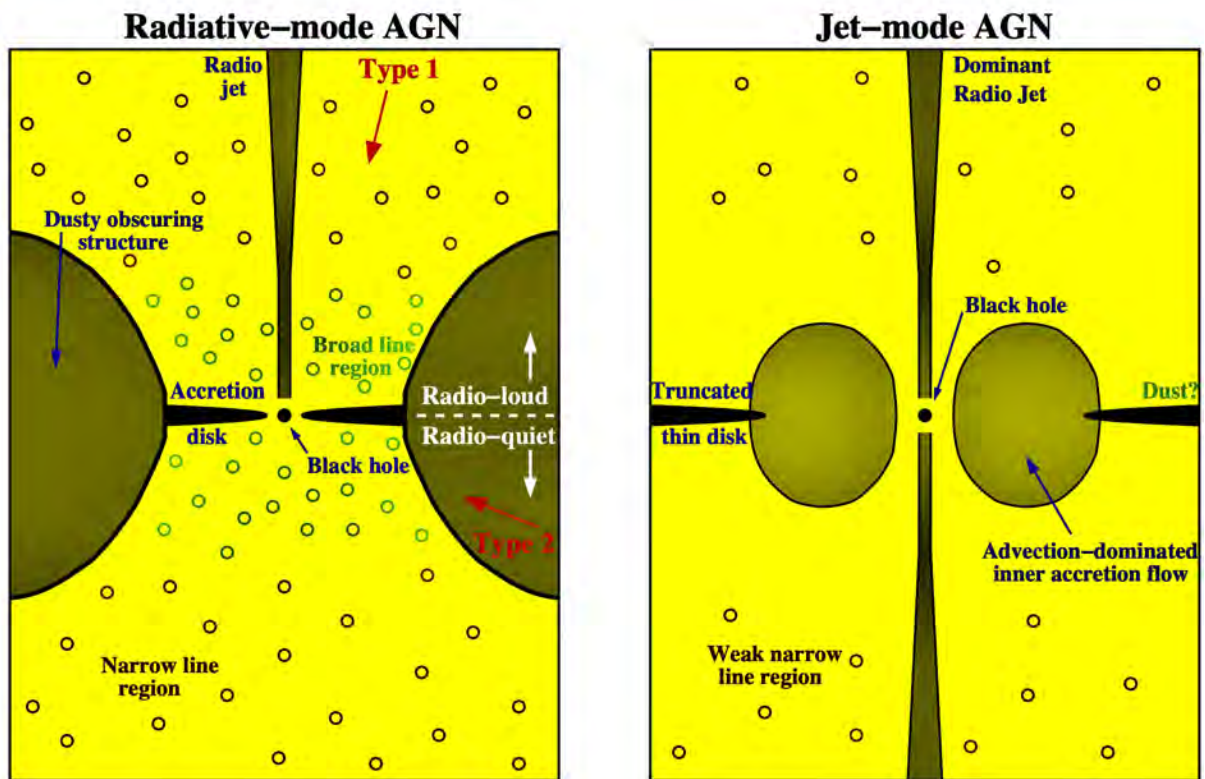 Radiative-mode AGN
Radio
jet
Type 1
Dusty obscuring
structure
Broad line
region
Accretion
disk
Radio-loud
Radio-quiet
Black hole
Type 2
Narrow line
region
Jet-mode AGN
Dominant
Radio Jet
Black hole
Truncated
thin disk
Dust?
Advection-dominated
inner accretion flow
Weak narrow
line region